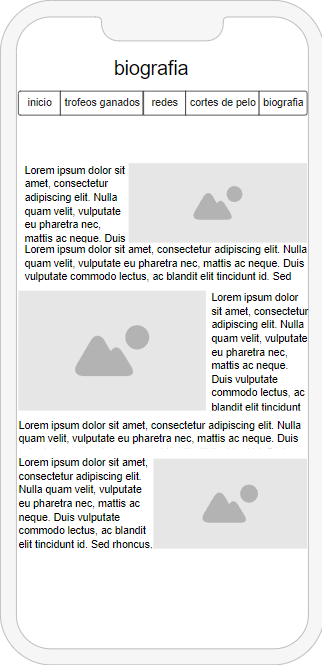 biografia
inicio
trofeos ganados
redes
cortes de pelo
biografia
Lorem ipsum dolor sit
amet, consectetur
adipiscing elit. Nulla
quam velit, vulputate
eu pharetra nec,
mattis ac neque. Duis
Lorem ipsum dolor sit amet, consectetur adipiscing elit. Nulla
quam velit, vulputate eu pharetra nec, mattis ac neque. Duis
vulputate commodo lectus, ac blandit elit tincidunt id. Sed
Lorem ipsum dolor
sit amet, consectetur
adipiscing elit. Nulla
quam velit, vulputate
eu pharetra nec,
mattis ac neque.
Duis vulputate
commodo lectus, ac
blandit elit tincidunt
Lorem ipsum dolor sit amet, consectetur adipiscing elit. Nulla
quam velit, vulputate eu pharetra nec, mattis ac neque. Duis
Lorem ipsum dolor sit amet,
consectetur adipiscing elit.
Nulla quam velit, vulputate
eu pharetra nec, mattis ac
neque. Duis vulputate
commodo lectus, ac blandit
elit tincidunt id. Sed rhoncus,